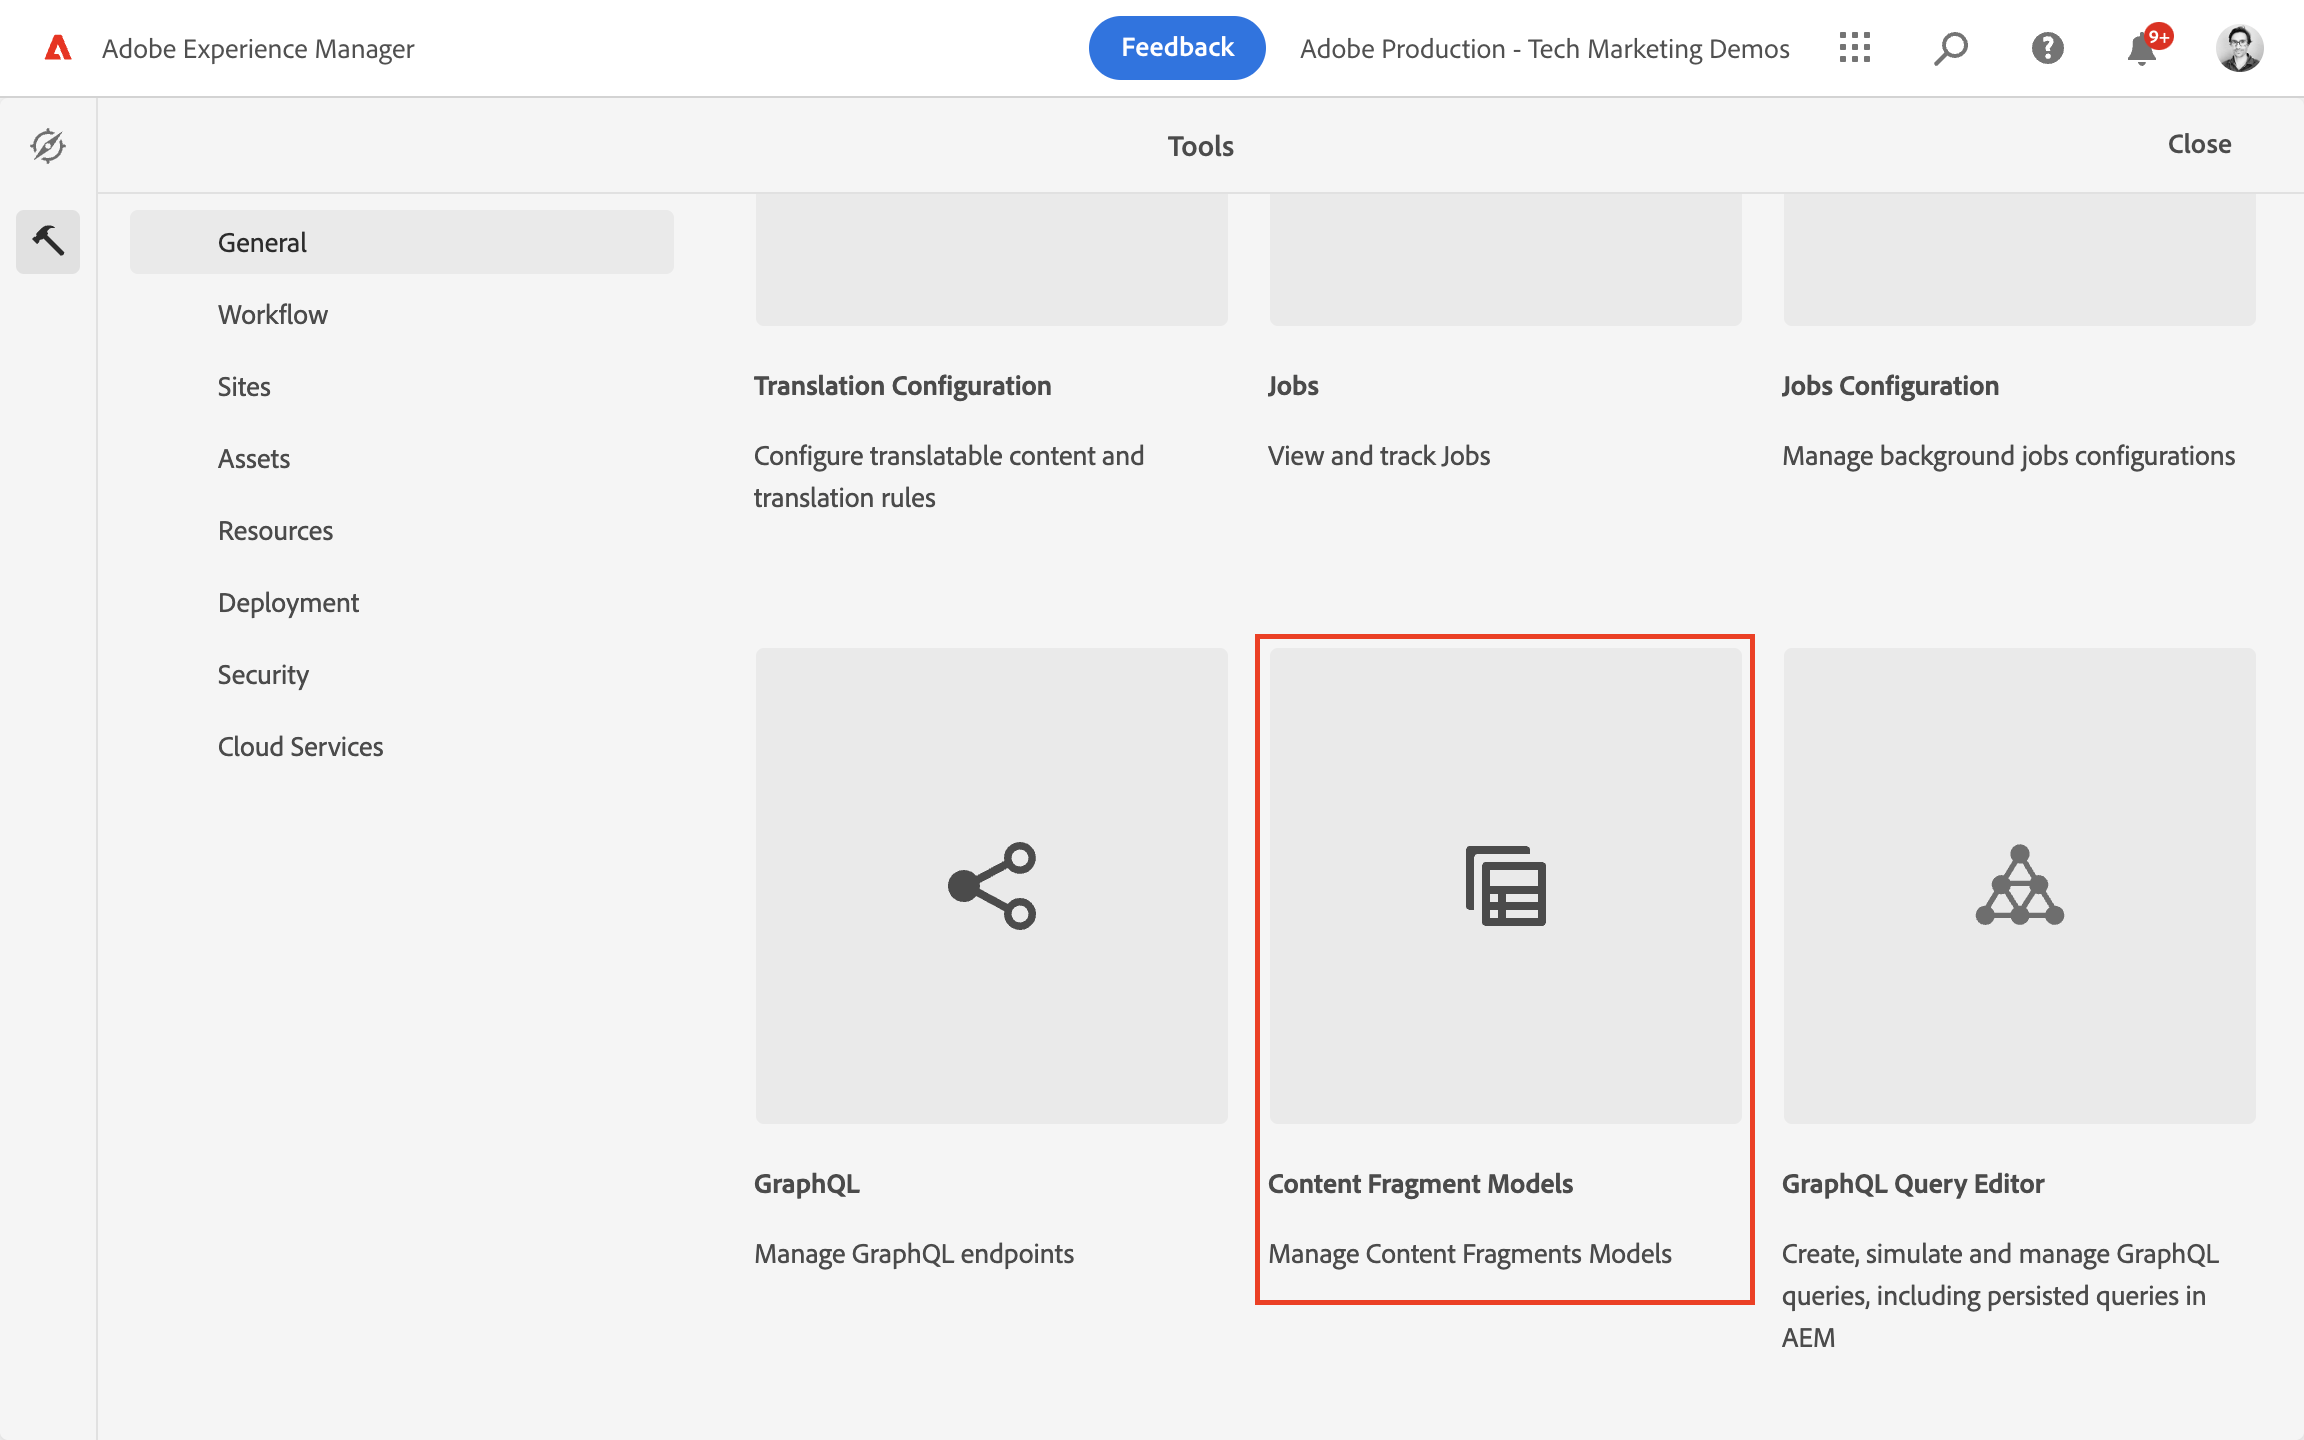 Adobe Experience Manager
Feedback
Adobe Production - Tech Marketing Demos
9+
Tools
Close
General
Workflow
Sites
Assets
Resources
Deployment
Security
Cloud Services
Translation Configuration
Configure translatable content and
translation rules
Jobs
View and track Jobs
Jobs Configuration
Manage background jobs configurations
GraphQL
Manage GraphQL endpoints
Content Fragment Models
Manage Content Fragments Models
GraphQL Query Editor
Create, simulate and manage GraphQL
queries, including persisted queries in
AEM